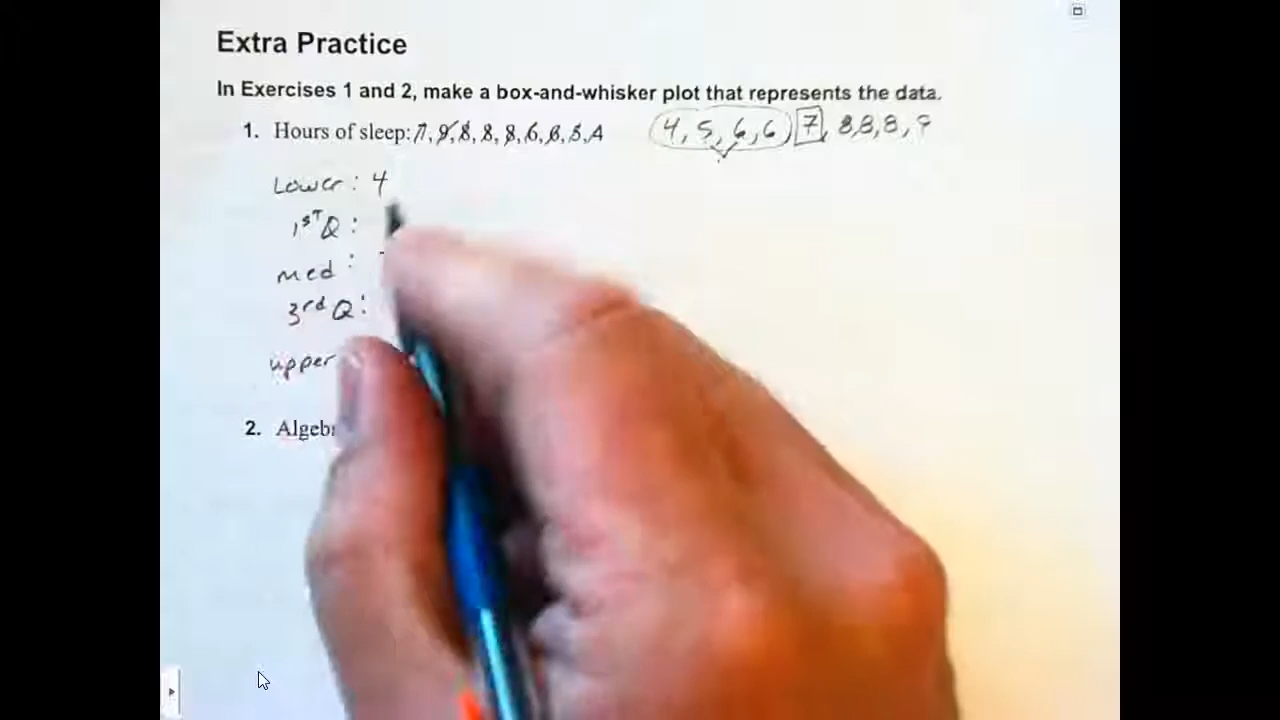 Extra Practice
In Exercises 1 and 2, make a box-and-whisker plot that represents the data.
1. Hours of sleep: 7, 9, 8, 8, 8, 6, 6, 5, 4
4, 5, 6, 6, 7, 8, 8, 8, 9
Lower: 4
1ST Q:
med :
3rd Q:
upper
2.